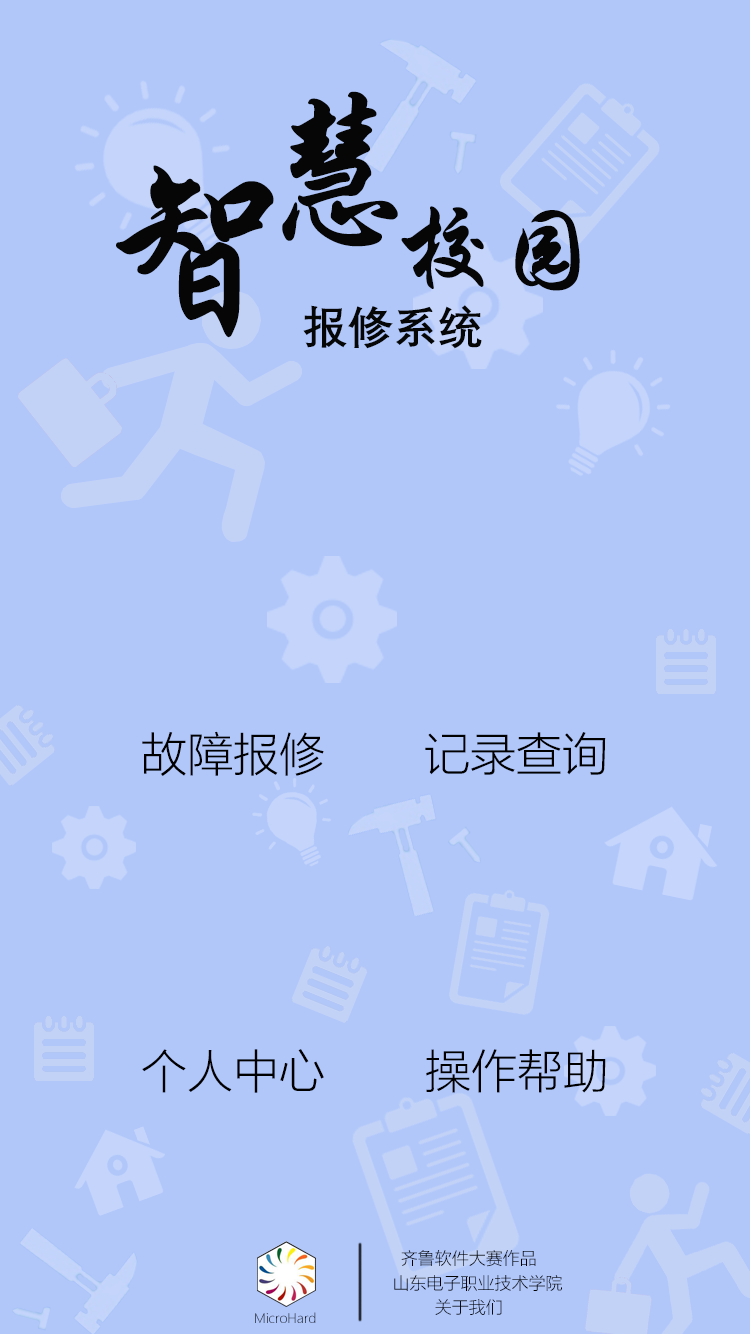 智慧校园
报修系统
故障报修 记录查询
个人中心 操作帮助
齐鲁软件大赛作品
山东电子职业技术学院
关于我们
MicroHard